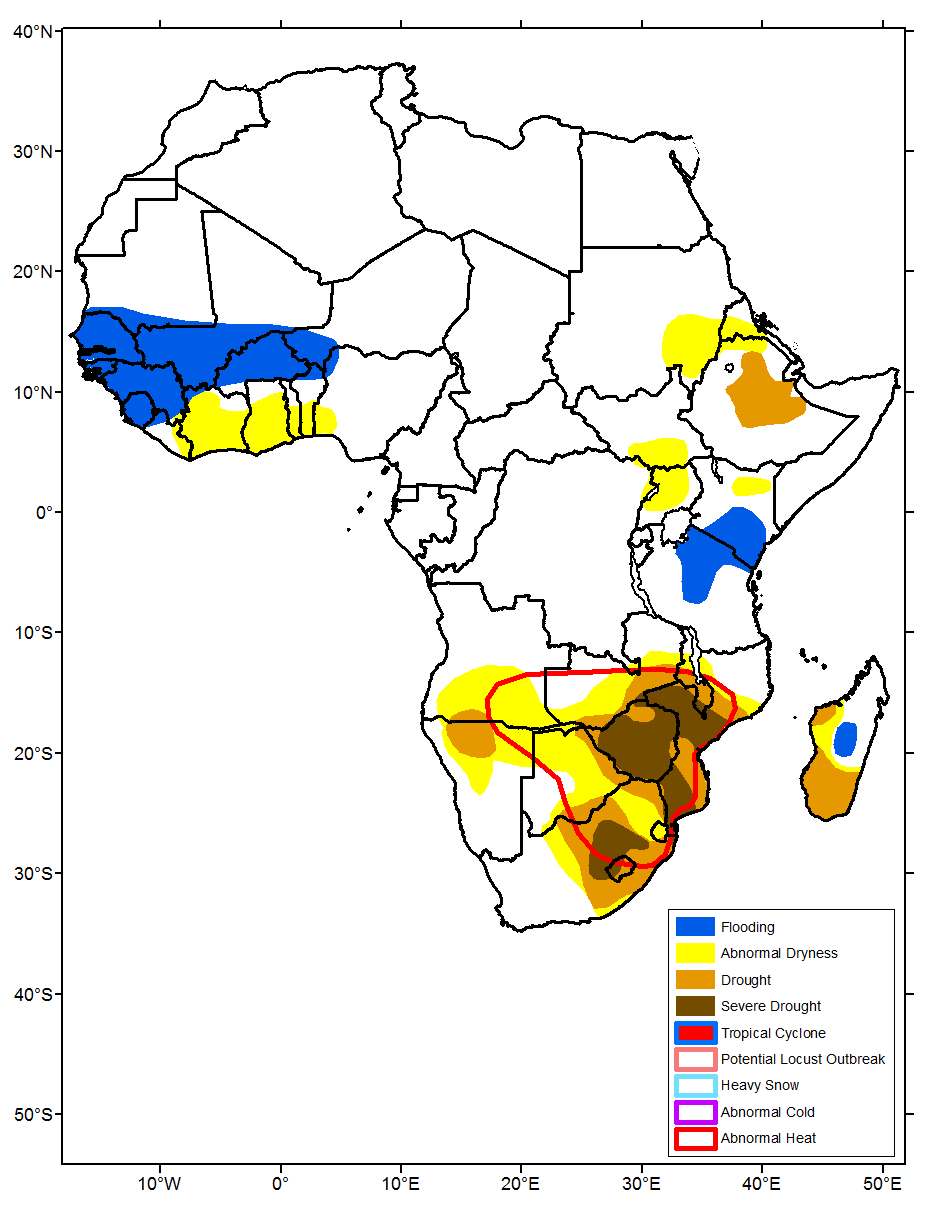 40°N
30°N
20°N
10°N
0°
10°S
20°S
30°S
40°S
50°S
10°W 0° 10°E 20°E 30°E 40°E 50°E
Flooding
Abnormal Dryness
Drought
Severe Drought
Tropical Cyclone
Potential Locust Outbreak
Heavy Snow
Abnormal Cold
Abnormal Heat